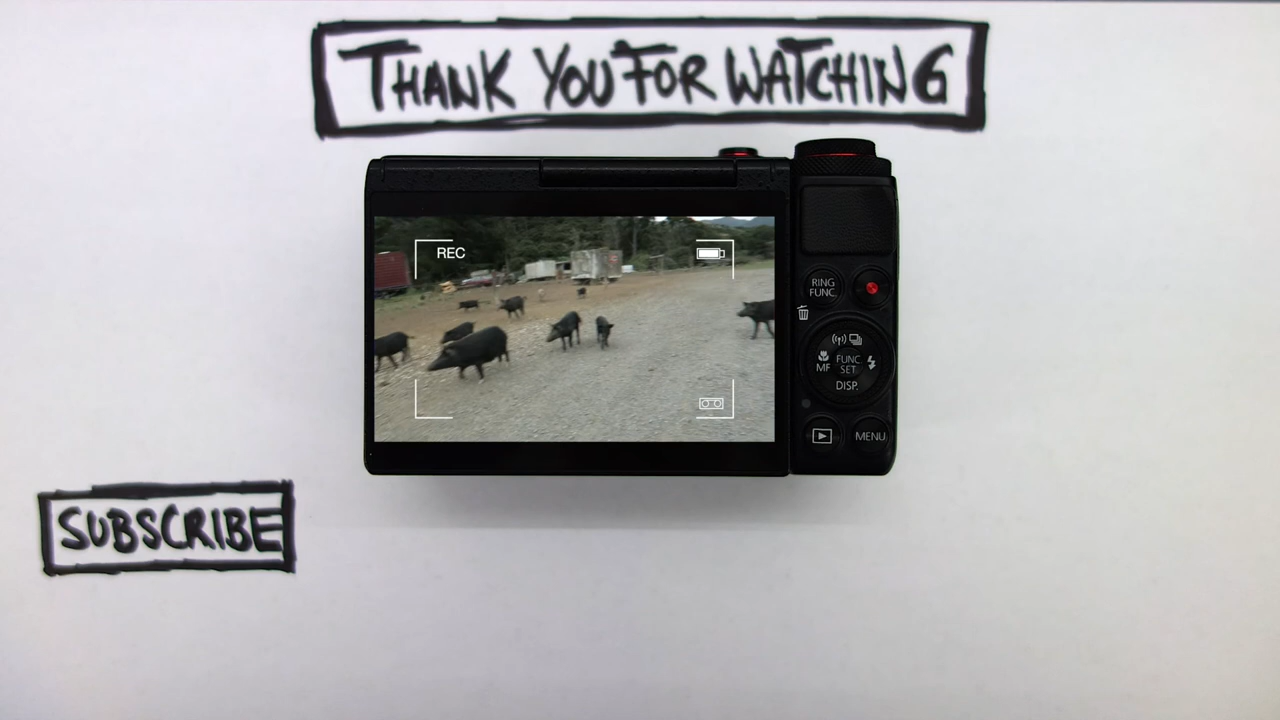 THANK YOU FOR WATCHING
REC
RING
FUNC.
FUNC.
SET
MF
DISP.
MENU
SUBSCRIBE